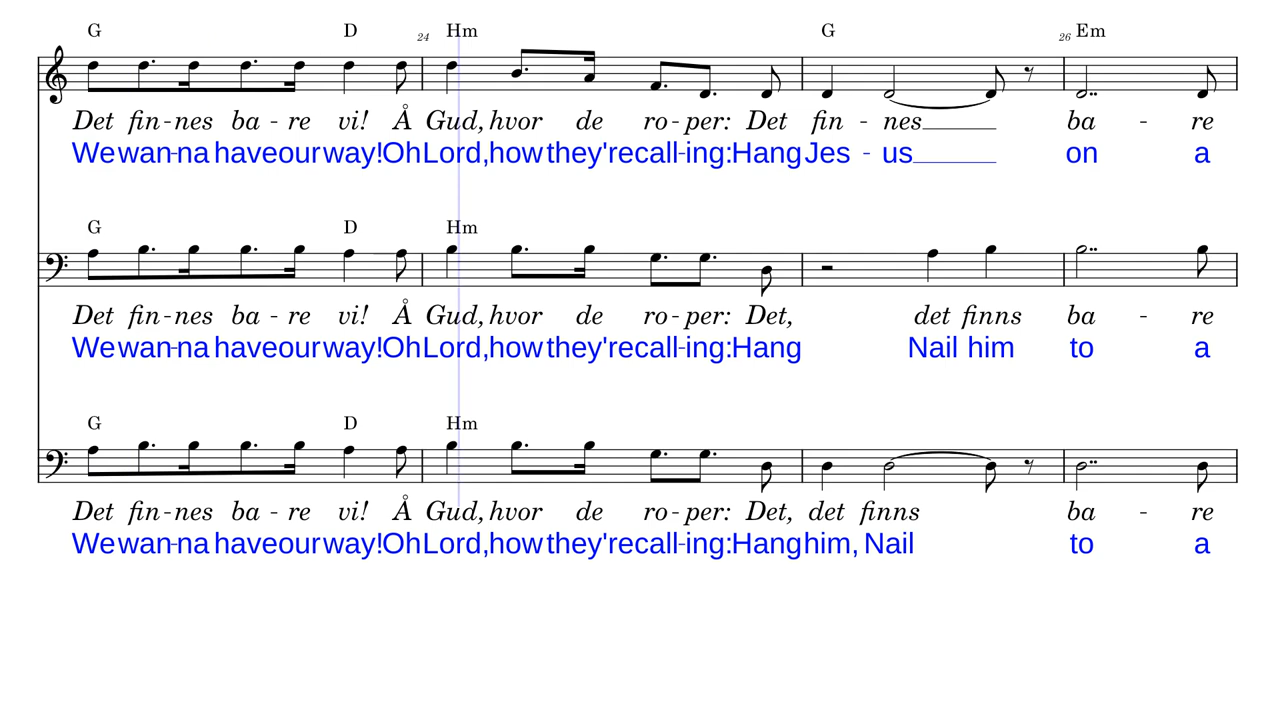 G D 24 Hm G 26 Em
Det fin - nes ba - re vi! Å Gud, hvor de ro - per: Det fin - nes ba - re
We wan - na have our way! Oh Lord, how they're call - ing: Hang Jes - us on a
G D Hm
Det fin - nes ba - re vi! Å Gud, hvor de ro - per: Det, det finns ba - re
We wan - na have our way! Oh Lord, how they're call - ing: Hang Nail him to a
G D Hm
Det fin - nes ba - re vi! Å Gud, hvor de ro - per: Det, det finns ba - re
We wan - na have our way! Oh Lord, how they're call - ing: Hang him, Nail to a